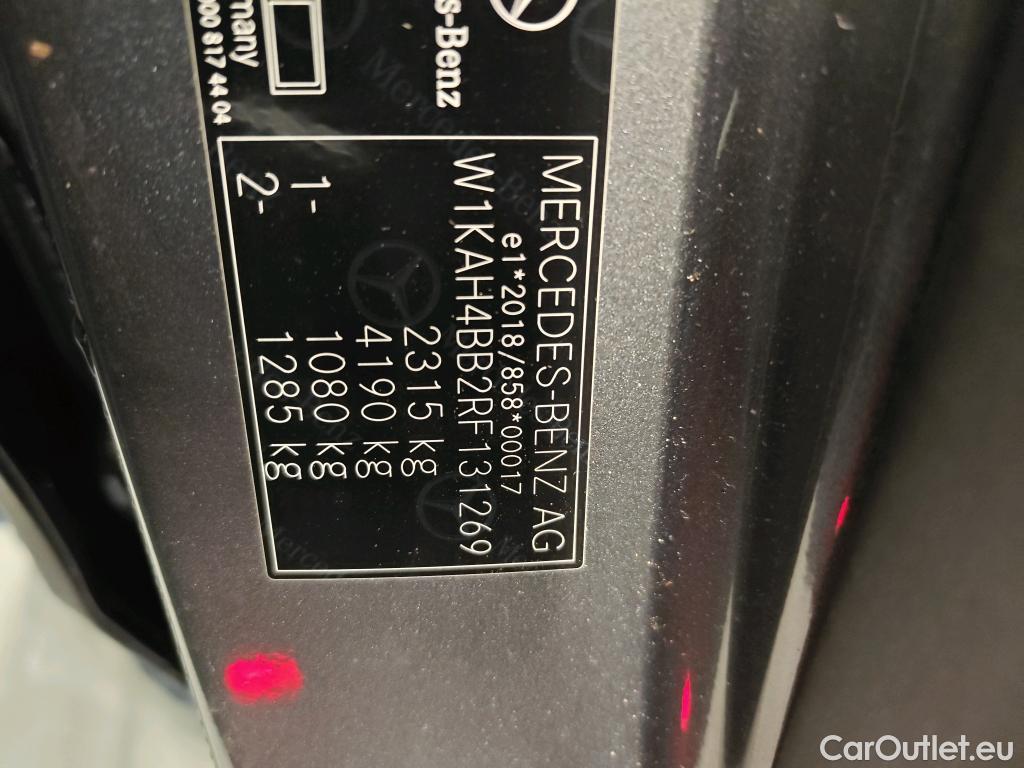 s-Benz
many
000 817 44 04
MERCEDES-BENZ AG
e1*2018/858*00017
W1KAH4BB2RF131269
2315 kg
4190 kg
1- 1080 kg
2- 1285 kg
CarOutlet.eu